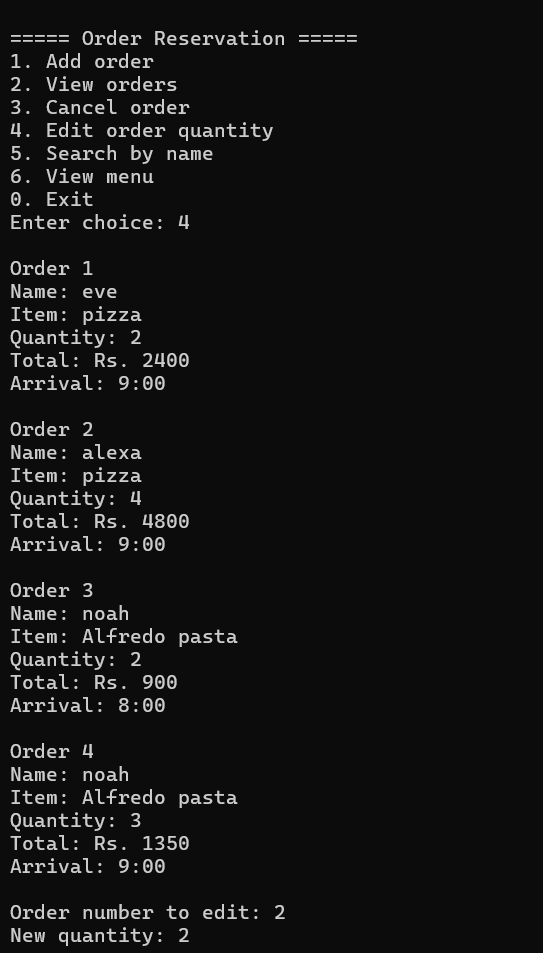 ===== Order Reservation =====
1. Add order
2. View orders
3. Cancel order
4. Edit order quantity
5. Search by name
6. View menu
0. Exit
Enter choice: 4
Order 1
Name: eve
Item: pizza
Quantity: 2
Total: Rs. 2400
Arrival: 9:00
Order 2
Name: alexa
Item: pizza
Quantity: 4
Total: Rs. 4800
Arrival: 9:00
Order 3
Name: noah
Item: Alfredo pasta
Quantity: 2
Total: Rs. 900
Arrival: 8:00
Order 4
Name: noah
Item: Alfredo pasta
Quantity: 3
Total: Rs. 1350
Arrival: 9:00
Order number to edit: 2
New quantity: 2